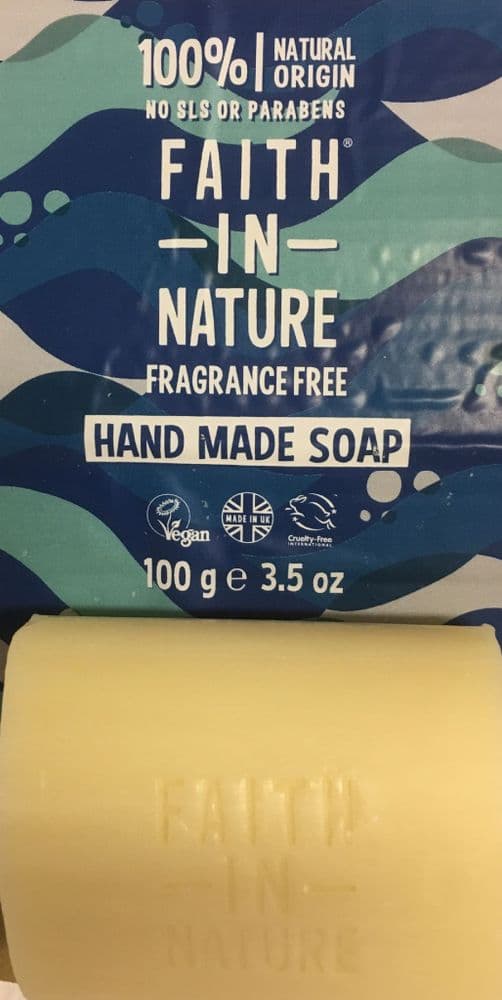 100% | NATURAL
ORIGIN
NO SLS OR PARABENS
FAITH®
—IN—
NATURE
FRAGRANCE FREE
HAND MADE SOAP
Vegan
MADE IN UK
Cruelty-Free
INTERNATIONAL
100 g e 3.5 oz
FAITH
—IN—
NATURE